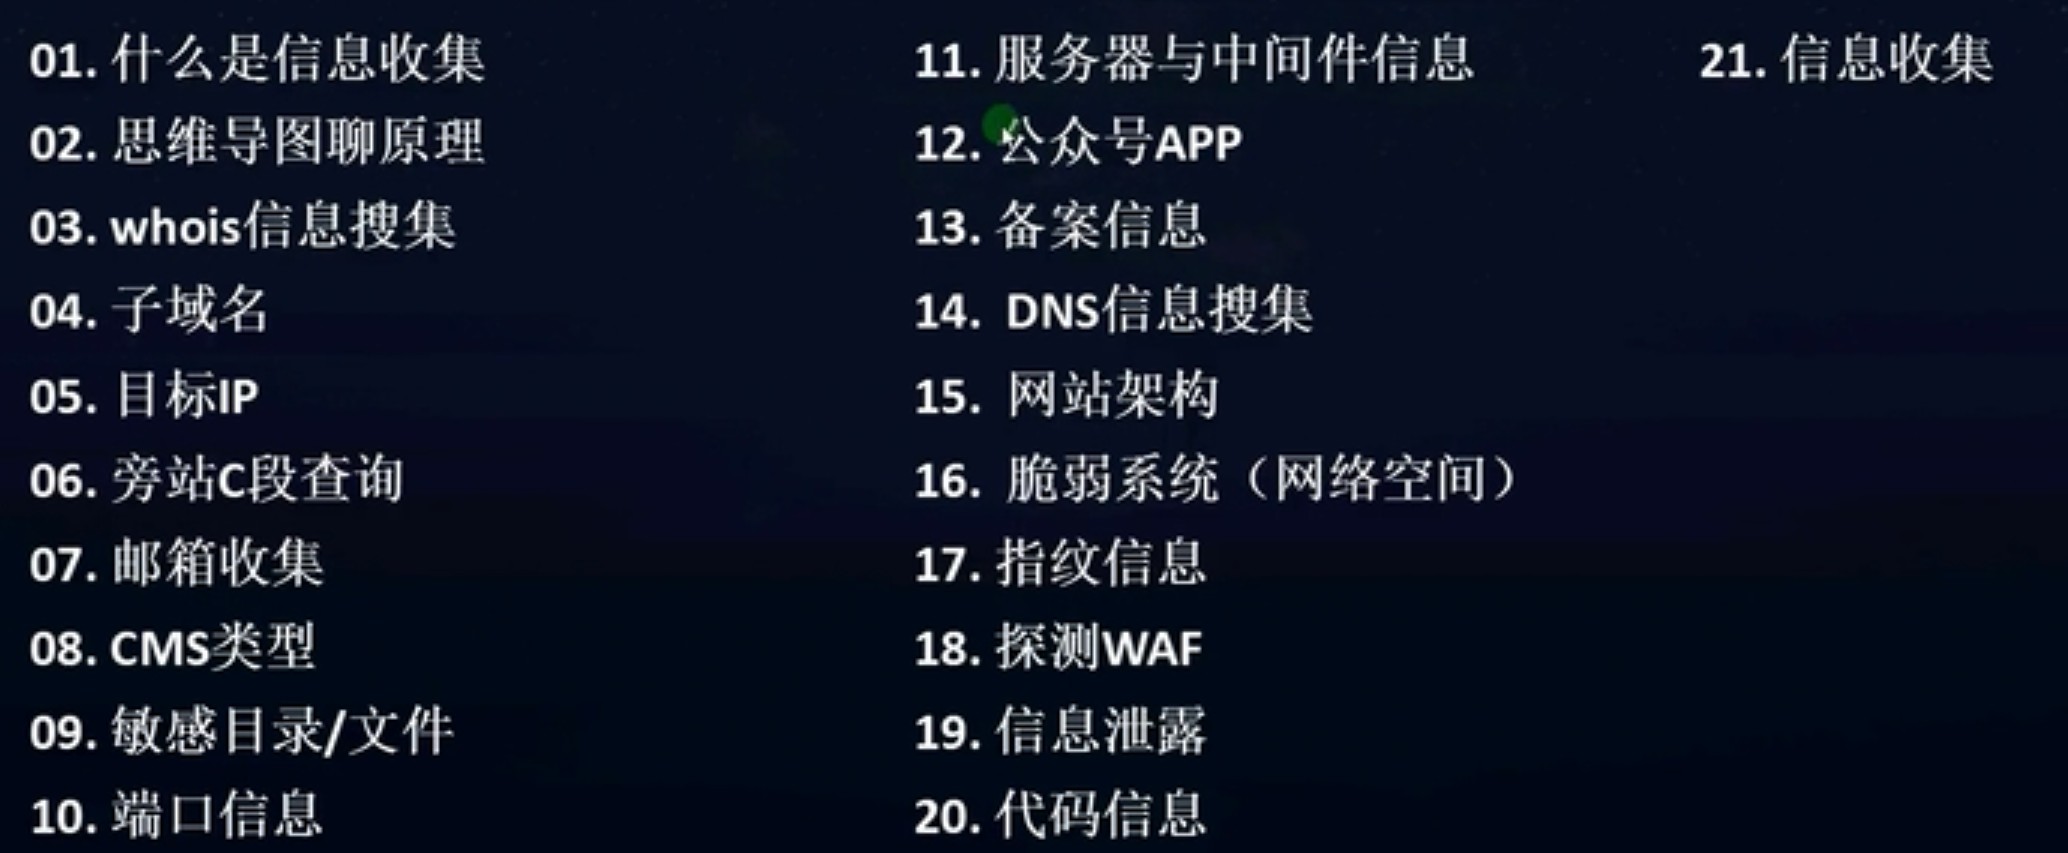 01. 什么是信息收集
02. 思维导图聊原理
03. whois信息搜集
04. 子域名
05. 目标IP
06. 旁站C段查询
07. 邮箱收集
08. CMS类型
09. 敏感目录/文件
10. 端口信息
11. 服务器与中间件信息
12. 公众号APP
13. 备案信息
14. DNS信息搜集
15. 网站架构
16. 脆弱系统（网络空间）
17. 指纹信息
18. 探测WAF
19. 信息泄露
20. 代码信息
21. 信息收集